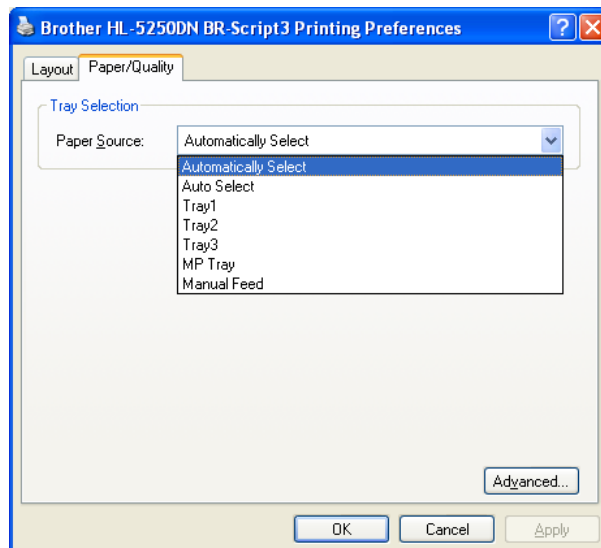 Brother HL-5250DN BR-Script3 Printing Preferences
Layout Paper/Quality
Tray Selection
Paper Source: Automatically Select
Automatically Select
Auto Select
Tray1
Tray2
Tray3
MP Tray
Manual Feed
Advanced...
OK Cancel Apply